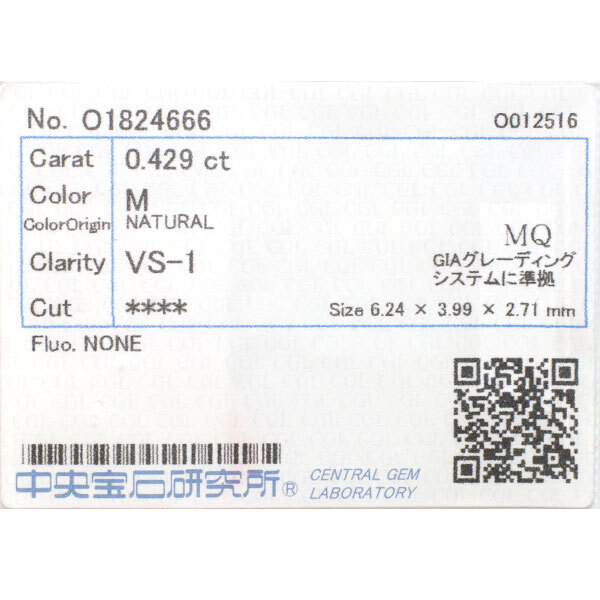 No. O1824666 O012516
Carat 0.429 ct
Color M
ColorOrigin NATURAL
MQ
Clarity VS-1 GIAグレーディング
システムに準拠
Cut **** Size 6.24 × 3.99 × 2.71 mm
Fluo. NONE
中央宝石研究所® CENTRAL GEM
LABORATORY